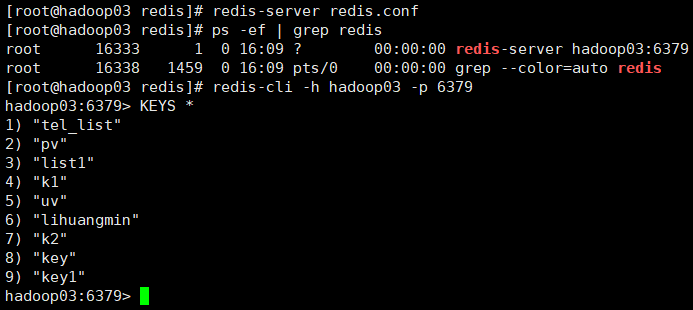 [root@hadoop03 redis]# redis-server redis.conf
[root@hadoop03 redis]# ps -ef | grep redis
root     16333     1  0 16:09 ?        00:00:00 redis-server hadoop03:6379
root     16338  1459  0 16:09 pts/0    00:00:00 grep --color=auto redis
[root@hadoop03 redis]# redis-cli -h hadoop03 -p 6379
hadoop03:6379> KEYS *
1) "tel_list"
2) "pv"
3) "list1"
4) "k1"
5) "uv"
6) "lihuangmin"
7) "k2"
8) "key"
9) "key1"
hadoop03:6379>